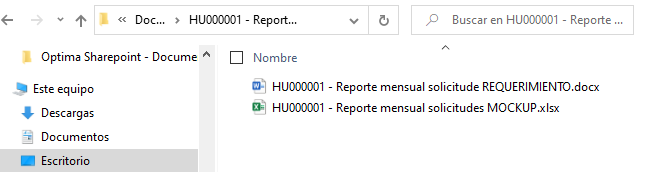 « Doc... > HU000001 - Report...
Buscar en HU000001 - Reporte ...
Optima Sharepoint - Docume
Este equipo
Descargas
Documentos
Escritorio
Nombre
HU000001 - Reporte mensual solicitude REQUERIMIENTO.docx
HU000001 - Reporte mensual solicitudes MOCKUP.xlsx